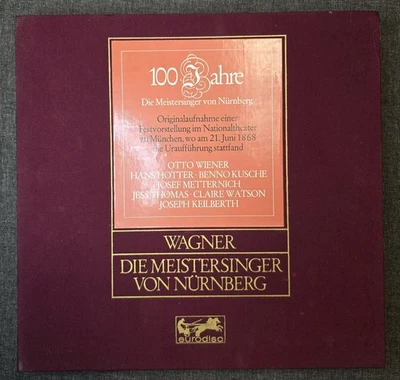 100 Jahre
Die Meistersinger von Nürnberg
Originalaufnahme einer
Festvorstellung im Nationaltheater
zu München, wo am 21. Juni 1868
die Uraufführung stattfand
OTTO WIENER
HANS HOTTER · BENNO KUSCHE
JOSEF METTERNICH
JESS THOMAS · CLAIRE WATSON
JOSEPH KEILBERTH
WAGNER
DIE MEISTERSINGER
VON NÜRNBERG
eurodisc